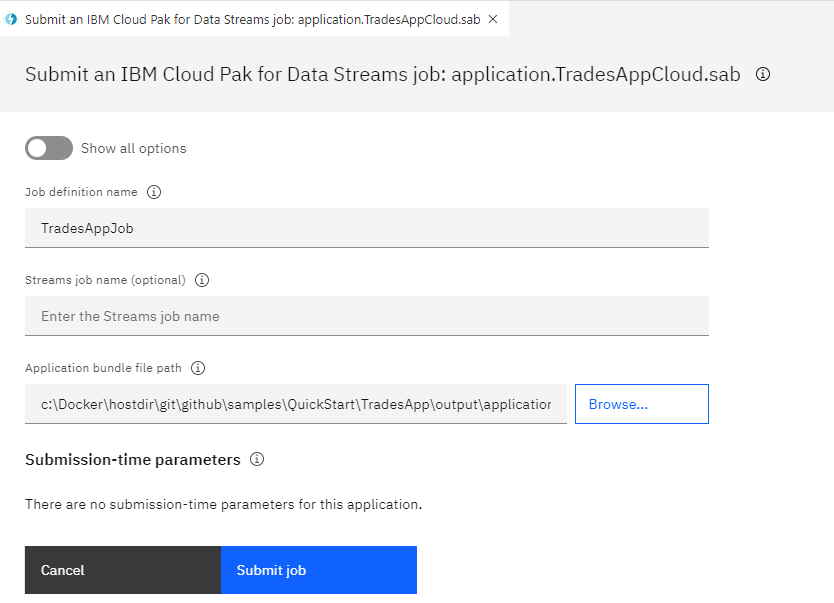 Submit an IBM Cloud Pak for Data Streams job: application.TradesAppCloud.sab
Submit an IBM Cloud Pak for Data Streams job: application.TradesAppCloud.sab
Show all options
Job definition name
TradesAppJob
Streams job name (optional)
Enter the Streams job name
Application bundle file path
c:\Docker\hostdir\git\github\samples\QuickStart\TradesApp\output\application
Browse...
Submission-time parameters
There are no submission-time parameters for this application.
Cancel
Submit job